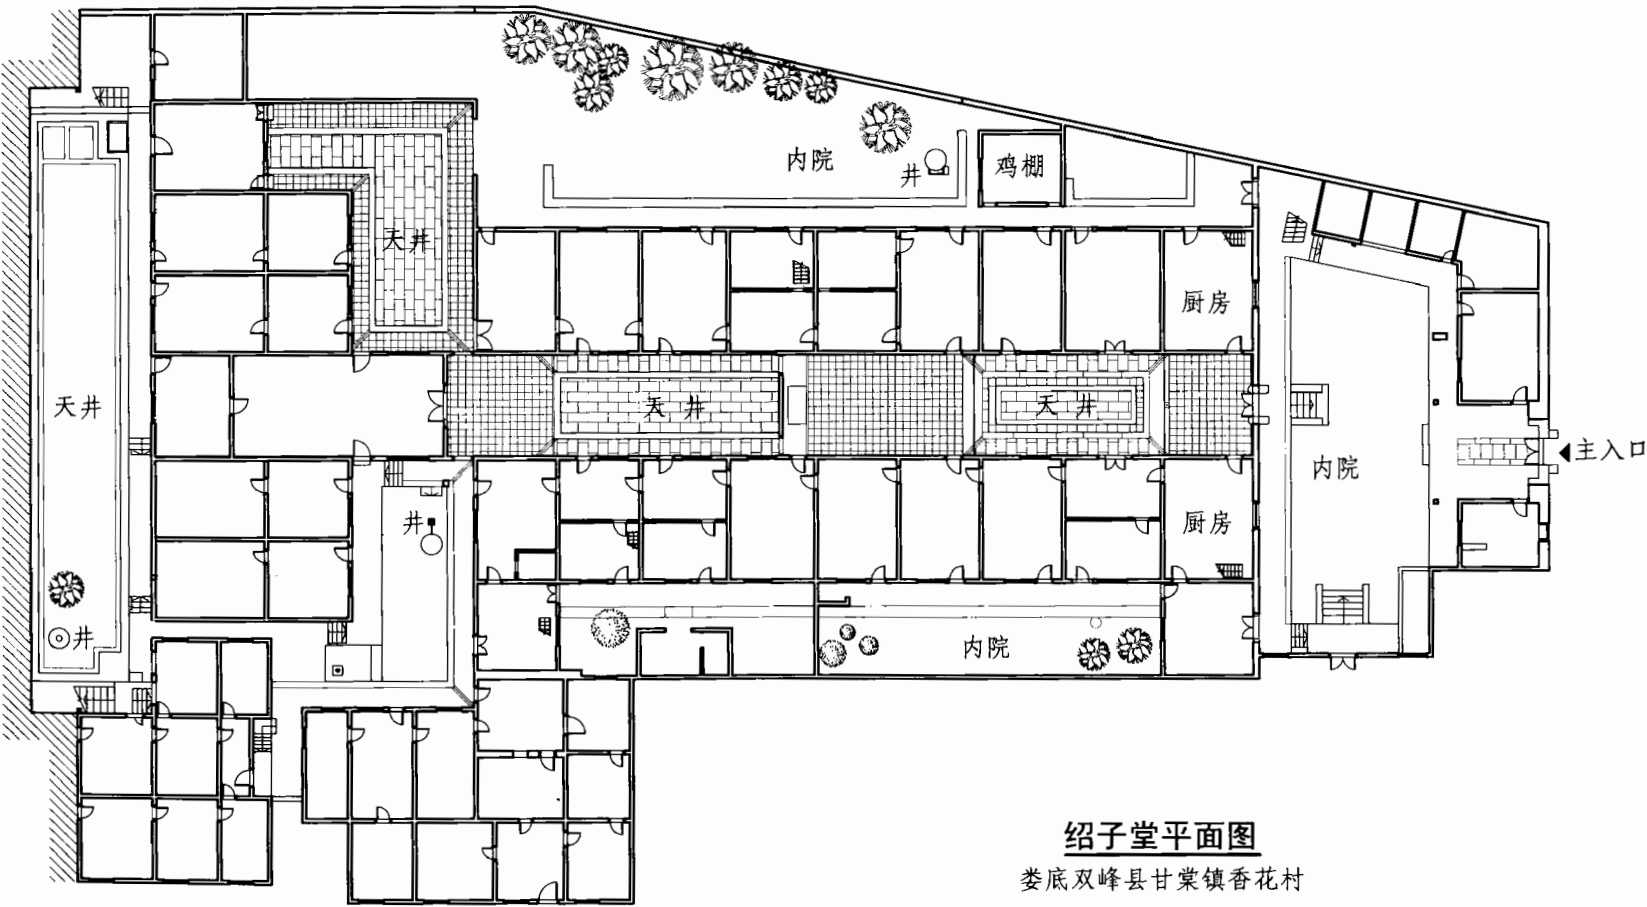 内院
井
鸡棚
天井
厨房
天井
天井
天井
主入口
内院
井
厨房
井
内院
绍子堂平面图
娄底双峰县甘棠镇香花村